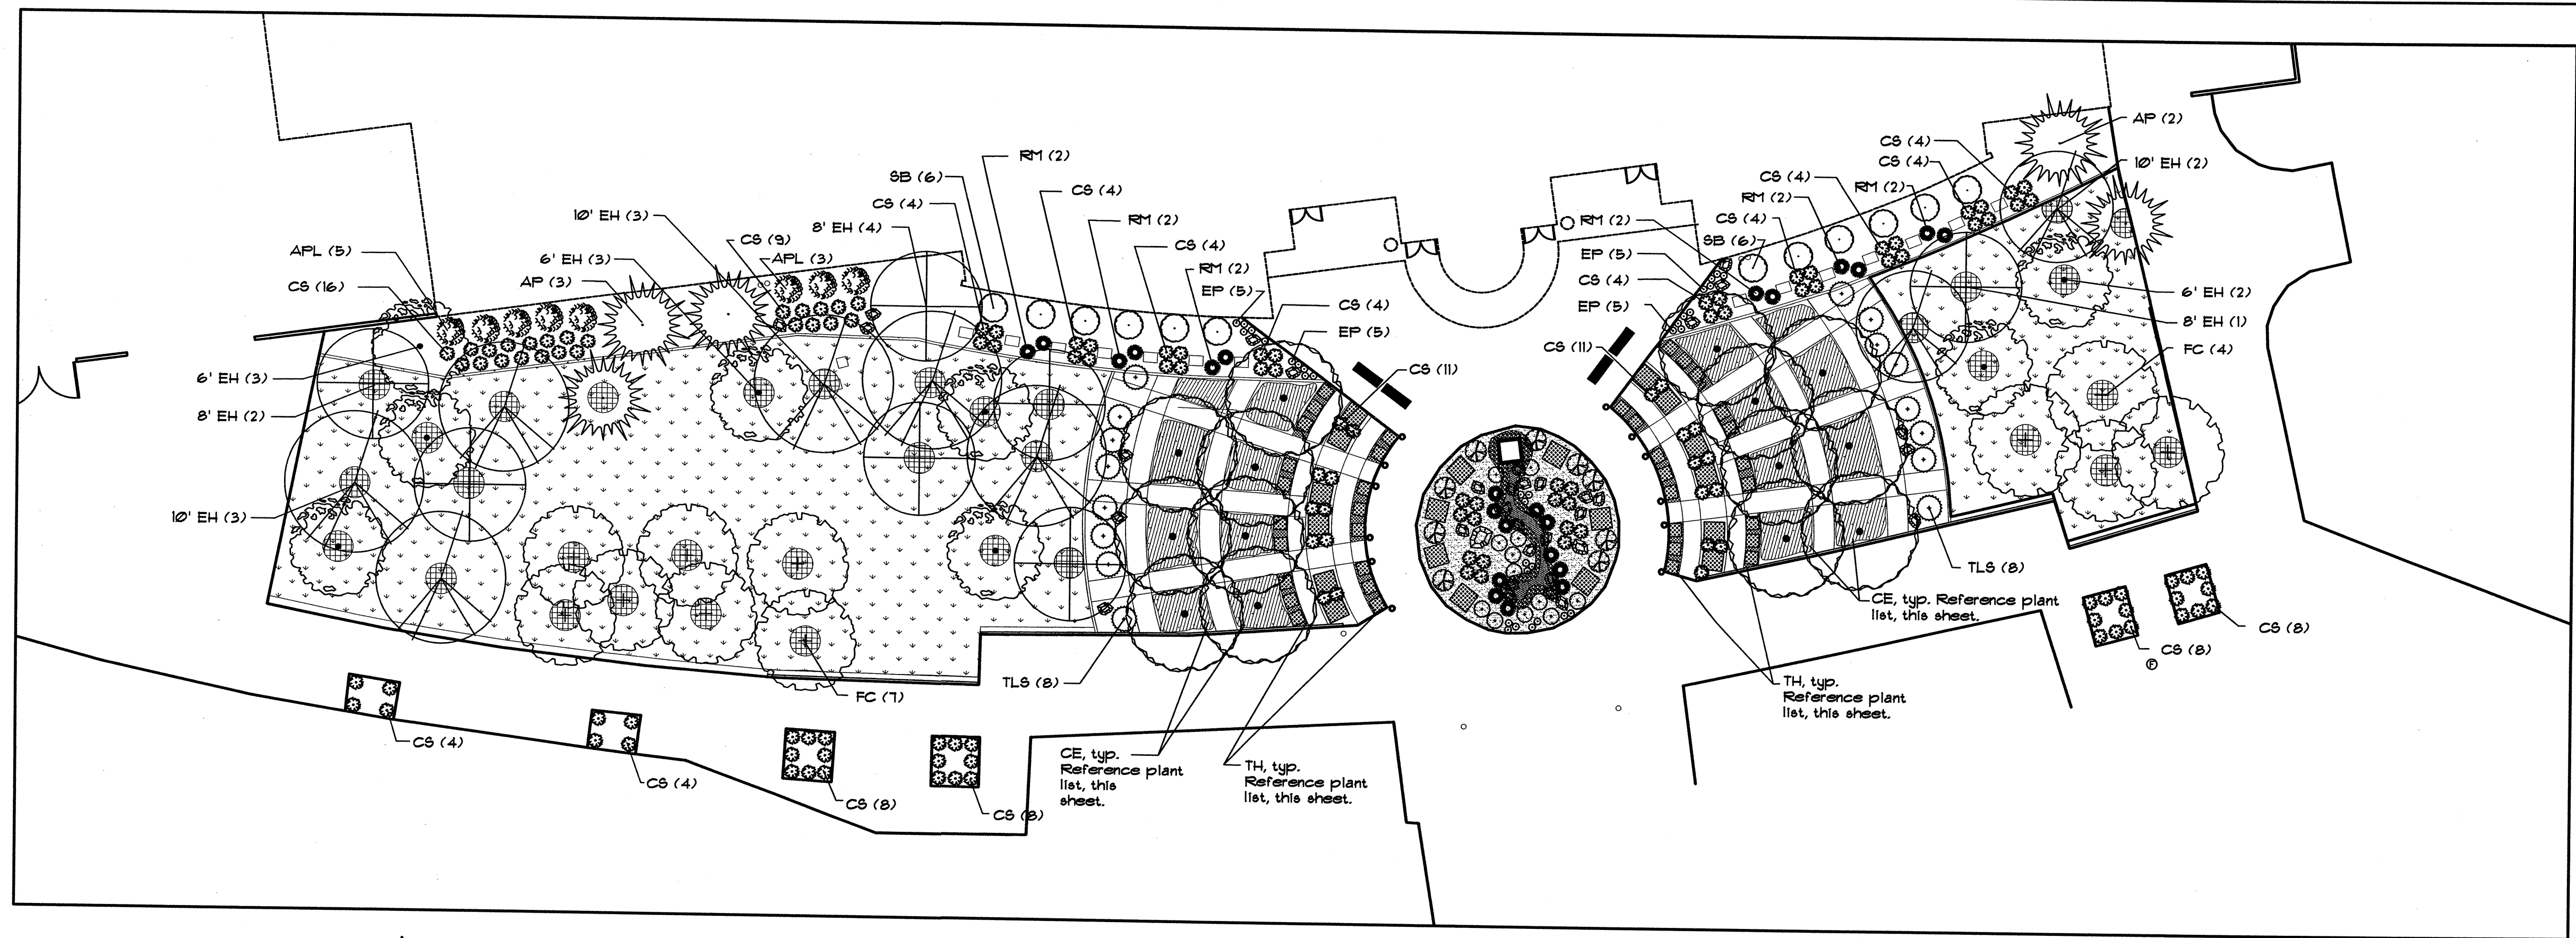 RM (2)
SB (6)
CS (4)
CS (4)
10' EH (3)
8' EH (4)
RM (2)
CS (9)
CS (4)
APL (5)
6' EH (3)
APL (3)
RM (2)
CS (16)
AP (3)
EP (5)
CS (4)
EP (5)
6' EH (3)
CS (11)
8' EH (2)
10' EH (3)
TLS (8)
FC (7)
CS (4)
CS (4)
CS (8)
CS (8)
CE, typ.
Reference plant
list, this
sheet.
TH, typ.
Reference plant
list, this sheet.
AP (2)
CS (4)
CS (4)
10' EH (2)
CS (4)
RM (2)
RM (2)
RM (2)
CS (4)
SB (6)
EP (5)
CS (4)
EP (5)
6' EH (2)
8' EH (1)
CS (11)
FC (4)
TLS (8)
CE, typ. Reference plant
list, this sheet.
CS (8)
CS (8)
F
TH, typ.
Reference plant
list, this sheet.